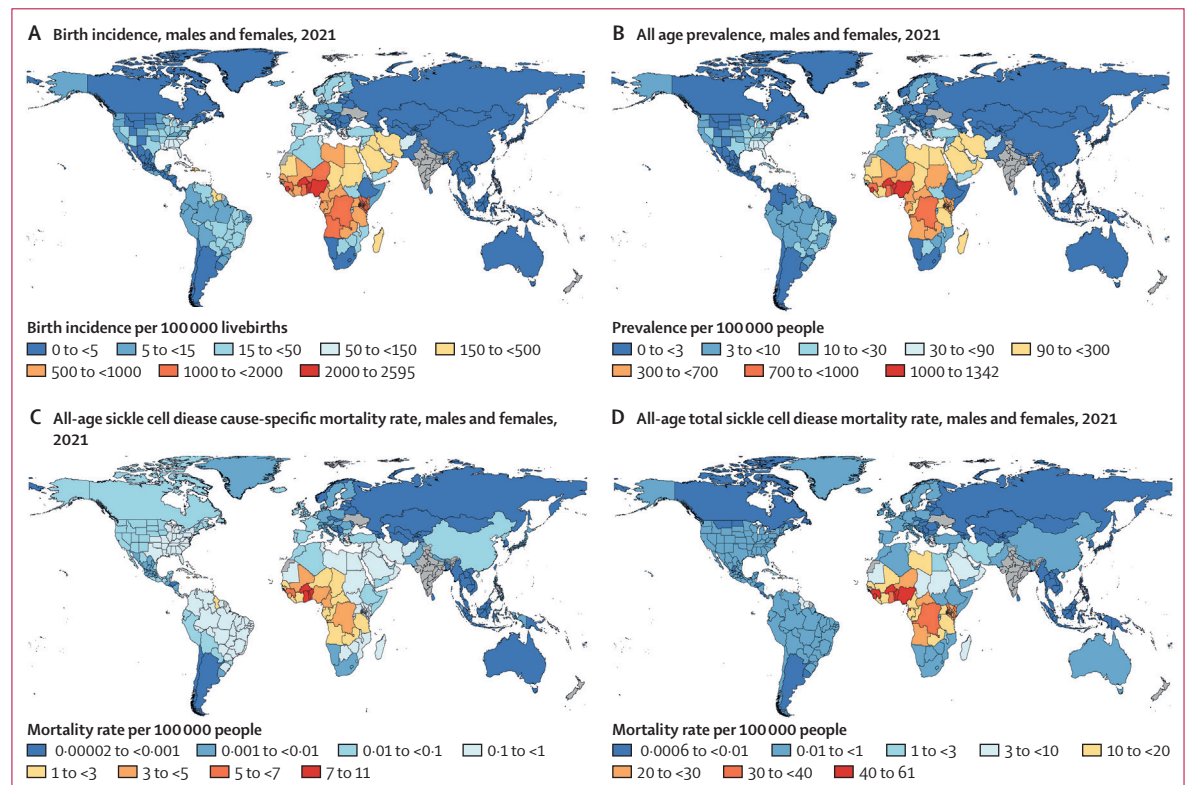 A Birth incidence, males and females, 2021
B All age prevalence, males and females, 2021
Birth incidence per 100 000 livebirths
0 to <5 5 to <15 15 to <50 50 to <150 150 to <500
500 to <1000 1000 to <2000 2000 to 2595
Prevalence per 100 000 people
0 to <3 3 to <10 10 to <30 30 to <90 90 to <300
300 to <700 700 to <1000 1000 to 1342
C All-age sickle cell diease cause-specific mortality rate, males and females,
2021
D All-age total sickle cell diease mortality rate, males and females, 2021
Mortality rate per 100 000 people
0·00002 to <0·001 0·001 to <0·01 0·01 to <0·1 0·1 to <1
1 to <3 3 to <5 5 to <7 7 to 11
Mortality rate per 100 000 people
0·0006 to <0·01 0·01 to <1 1 to <3 3 to <10 10 to <20
20 to <30 30 to <40 40 to 61